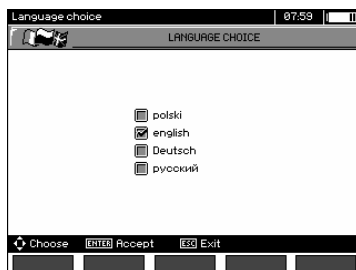 Language choice 07:59
LANGUAGE CHOICE
polski
english
Deutsch
русский
Choose ENTER Accept ESC Exit